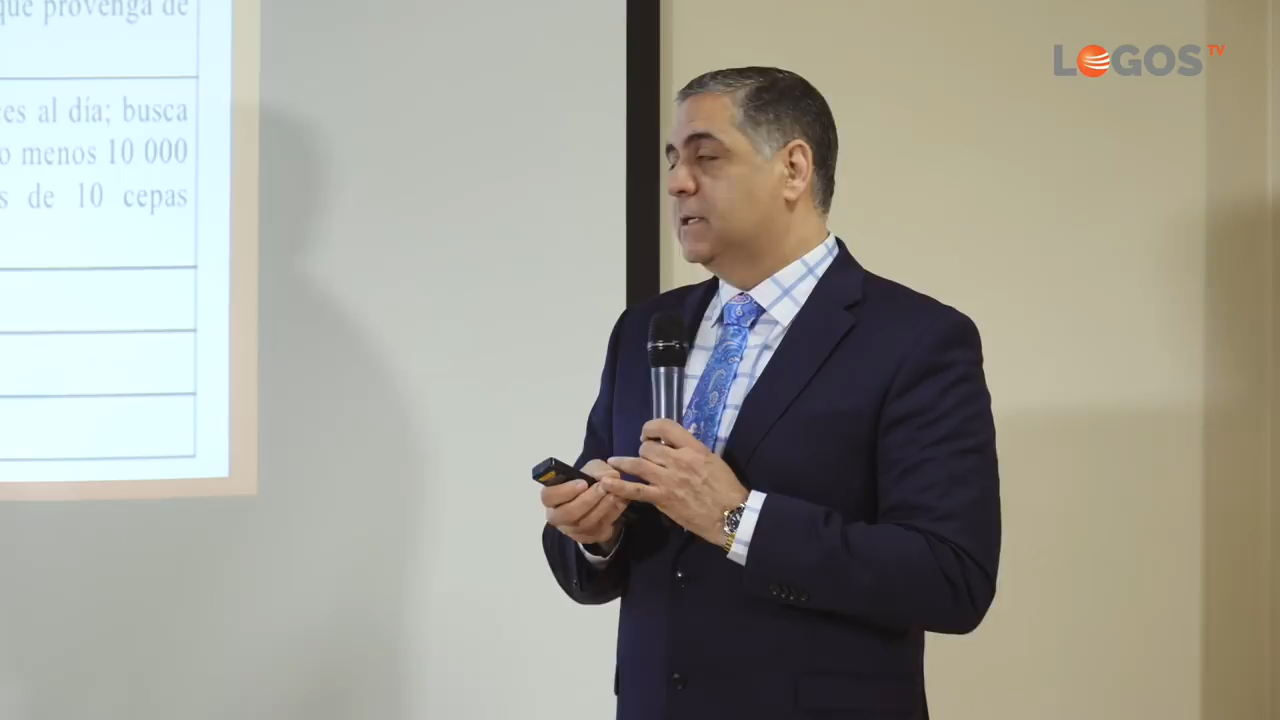 que provenga de
es al día; busca
o menos 10 000
s de 10 cepas
LOGOS TV